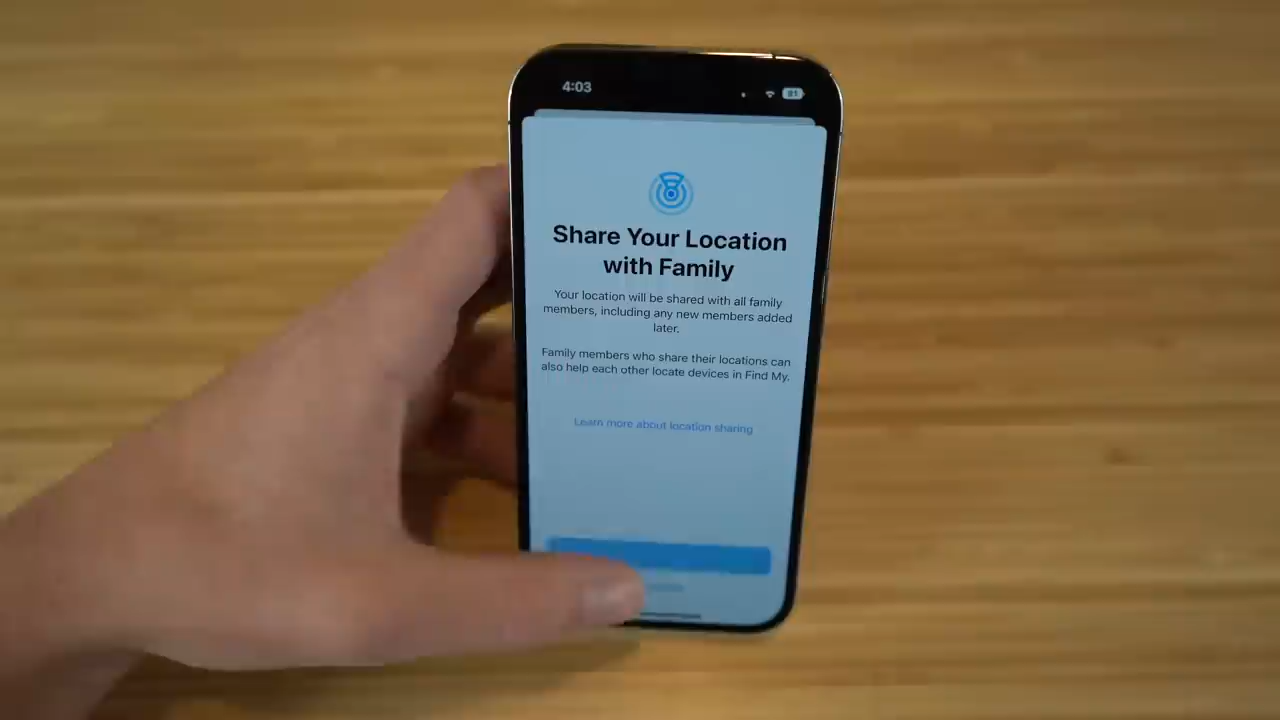 4:03
81
Share Your Location
with Family
Your location will be shared with all family
members, including any new members added
later.
Family members who share their locations can
also help each other locate devices in Find My.
Learn more about location sharing